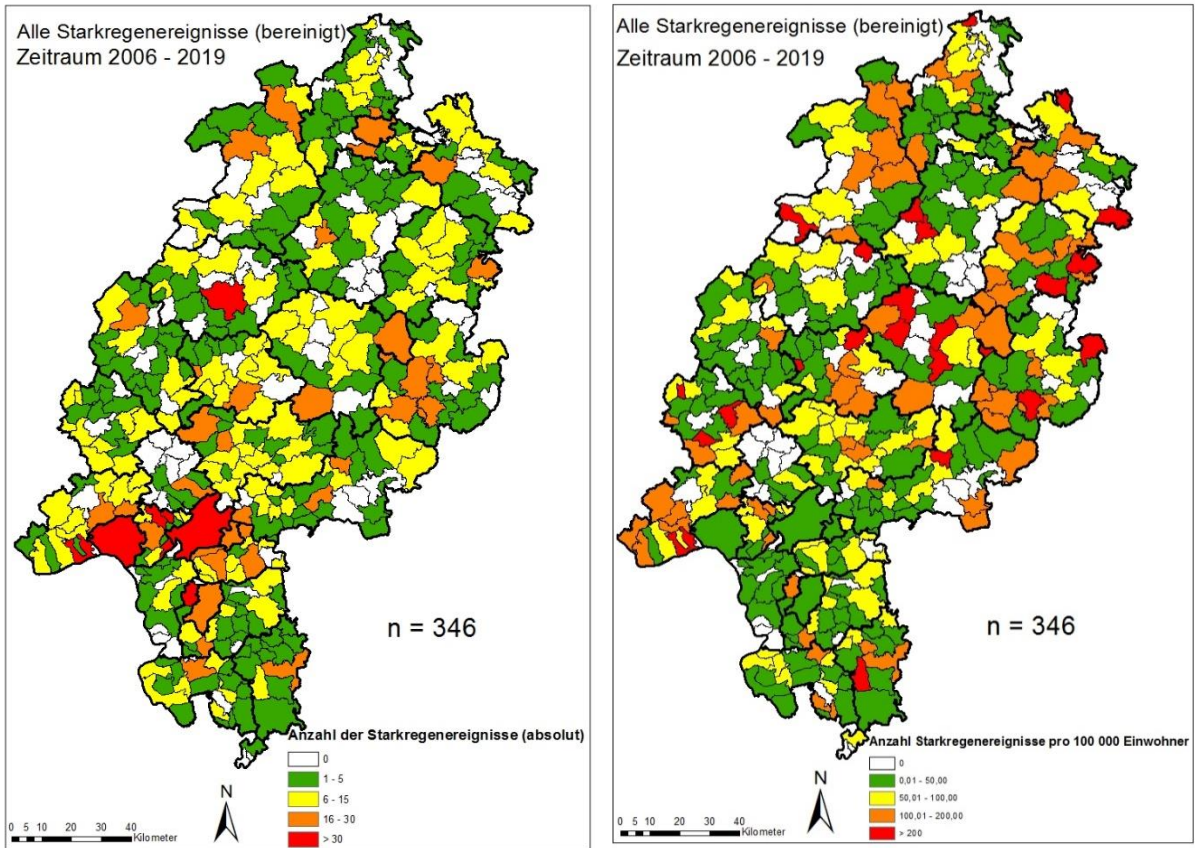 Alle Starkregenereignisse (bereinigt)
Zeitraum 2006 - 2019
n = 346
Anzahl der Starkregenereignisse (absolut)
0
1 - 5
6 - 15
16 - 30
> 30
N
0 5 10 20 30 40
Kilometer
Alle Starkregenereignisse (bereinigt)
Zeitraum 2006 - 2019
n = 346
Anzahl Starkregenereignisse pro 100 000 Einwohner
0
0,01 - 50,00
50,01 - 100,00
100,01 - 200,00
> 200
N
0 5 10 20 30 40
Kilometer